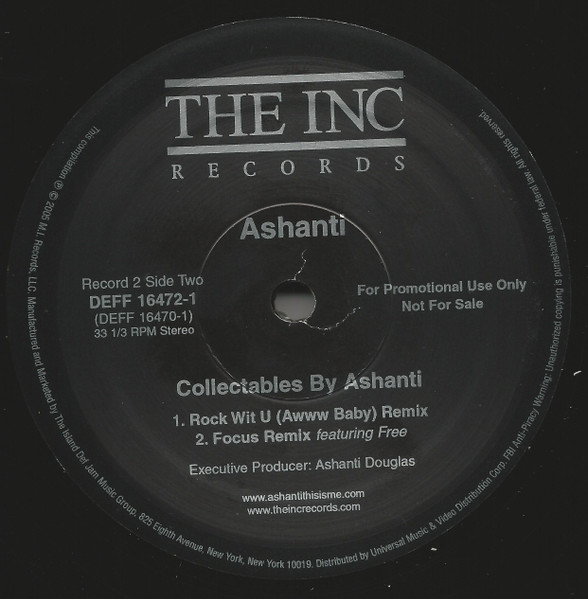 THE INC
RECORDS
Ashanti
Record 2 Side Two
DEFF 16472-1
(DEFF 16470-1)
33 1/3 RPM Stereo
For Promotional Use Only
Not For Sale
Collectables By Ashanti
1. Rock Wit U (Awww Baby) Remix
2. Focus Remix featuring Free
Executive Producer: Ashanti Douglas
www.ashantithisisme.com
www.theincrecords.com
This compilation ℗ © 2005 M.I. Records, LLC. Manufactured and Marketed by The Island Def Jam Music Group, 825 Eighth Avenue, New York, New York 10019. Distributed by Universal Music & Video Distribution Corp. FBI Anti-Piracy Warning: Unauthorized copying is punishable under federal law. All rights reserved.